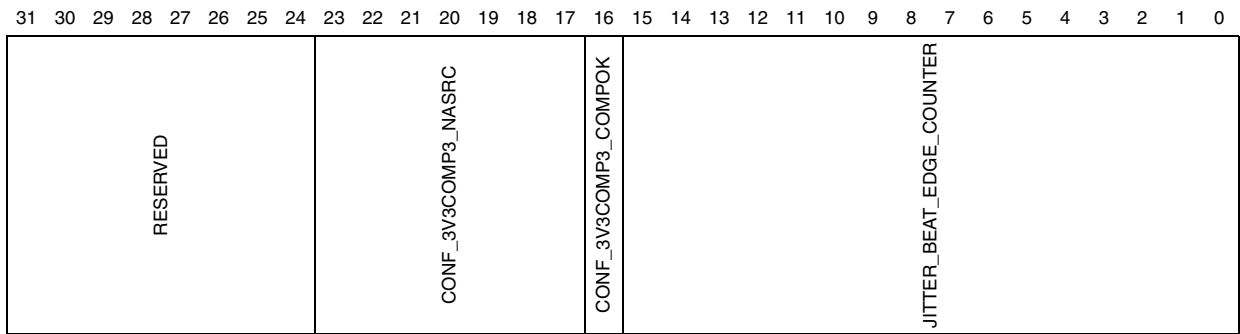 31 30 29 28 27 26 25 24 23 22 21 20 19 18 17 16 15 14 13 12 11 10 9 8 7 6 5 4 3 2 1 0
RESERVED
CONF_3V3COMP3_NASRC
CONF_3V3COMP3_COMPOK
JITTER_BEAT_EDGE_COUNTER